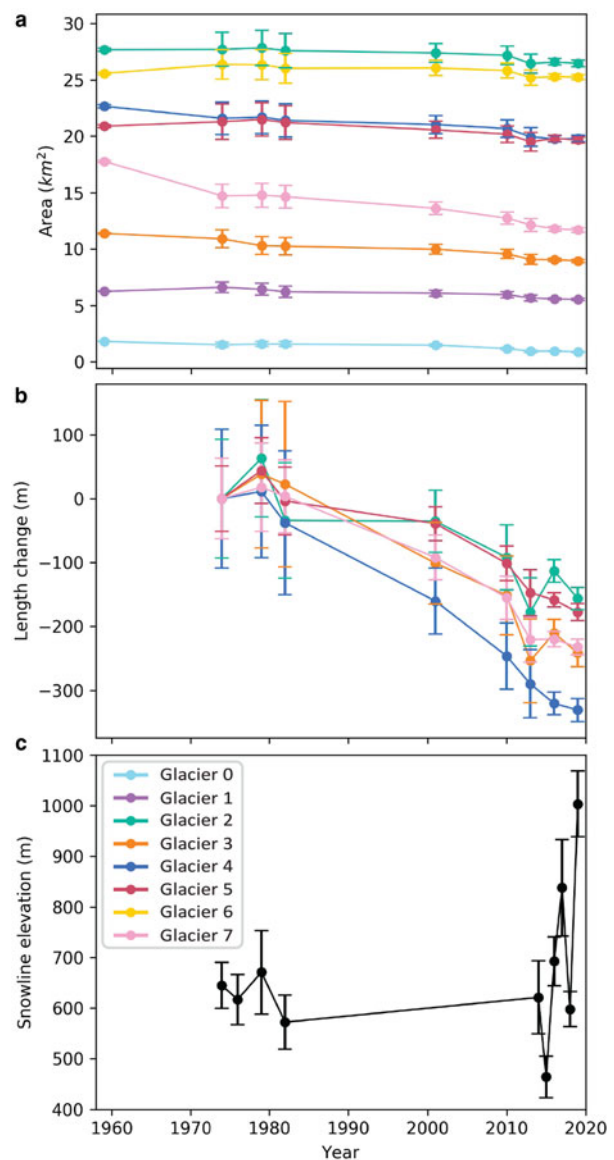 a
30
25
20
15
10
5
0
Area (km²)
b
100
0
−100
−200
−300
Length change (m)
c
1100
1000
900
800
700
600
500
400
Snowline elevation (m)
Glacier 0
Glacier 1
Glacier 2
Glacier 3
Glacier 4
Glacier 5
Glacier 6
Glacier 7
1960 1970 1980 1990 2000 2010 2020
Year